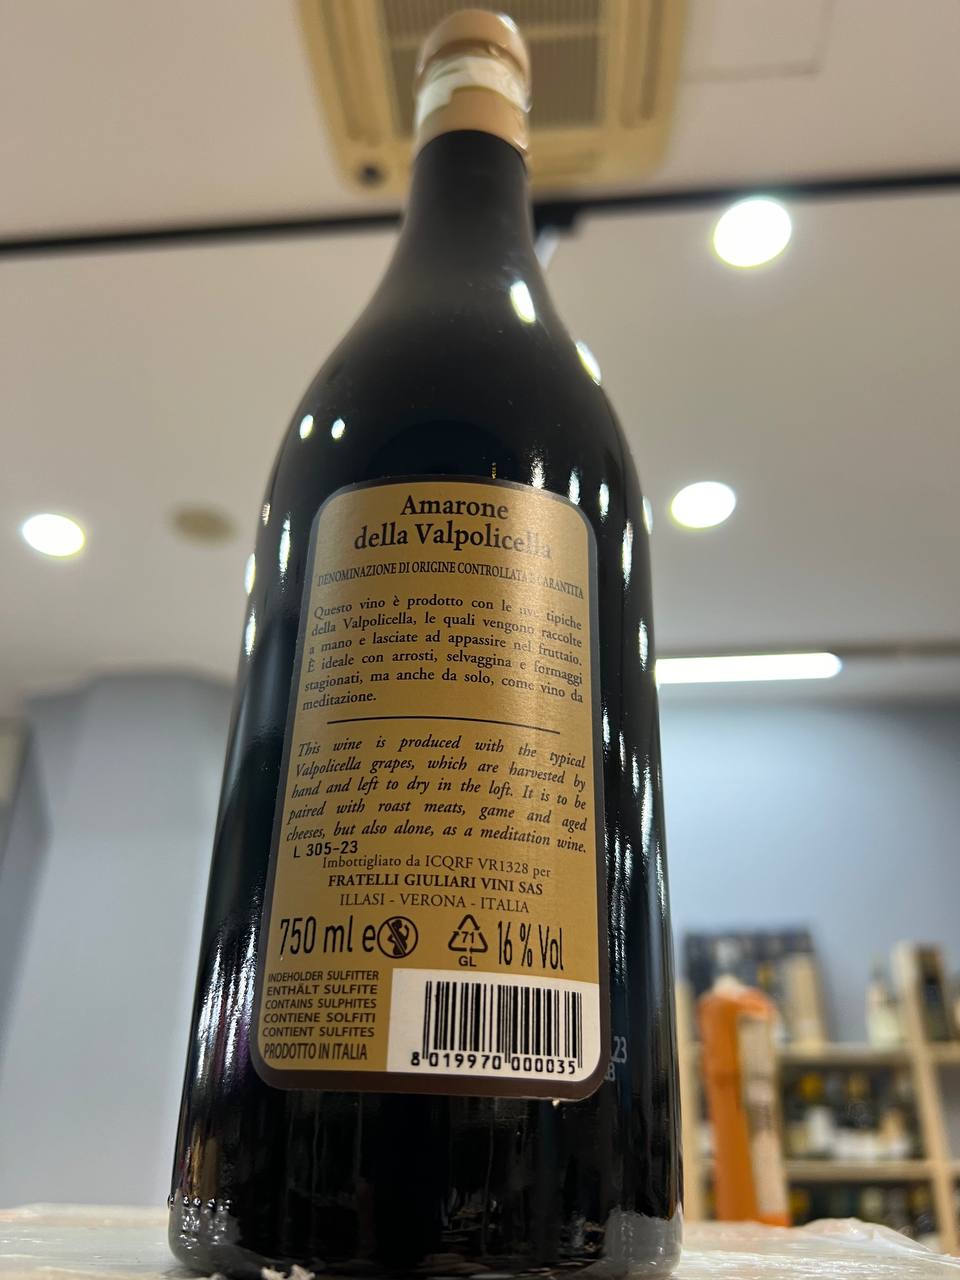 Amarone
della Valpolicella
DENOMINAZIONE DI ORIGINE CONTROLLATA E GARANTITA
Questo vino è prodotto con le uve tipiche
della Valpolicella, le quali vengono raccolte
a mano e lasciate ad appassire nel fruttaio.
È ideale con arrosti, selvaggina e formaggi
stagionati, ma anche da solo, come vino da
meditazione.
This wine is produced with the typical
Valpolicella grapes, which are harvested by
hand and left to dry in the loft. It is to be
paired with roast meats, game and aged
cheeses, but also alone, as a meditation wine.
L 305-23
Imbottigliato da ICQRF VR1328 per
FRATELLI GIULIARI VINI SAS
ILLASI - VERONA - ITALIA
750 ml e 71 16 % Vol
GL
INDEHOLDER SULFITTER
ENTHÄLT SULFITE
CONTAINS SULPHITES
CONTIENE SOLFITI
CONTIENT SULFITES
PRODOTTO IN ITALIA
8 019970 000035
23